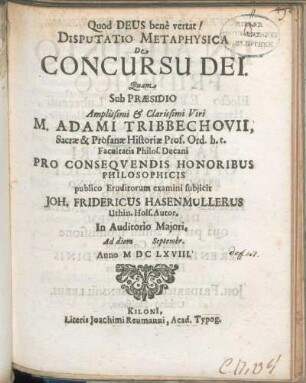 Quod DEUS benè vertat!
DISPUTATIO METAPHYSICA
De
CONCURSU DEI.
Quam
Sub PRÆSIDIO
Amplissimi & Clarissimi Viri
M. ADAMI TRIBBECHOVII,
Sacræ & Profanæ Historiæ Prof. Ord. h. t.
Facultatis Philos. Decani
PRO CONSEQVENDIS HONORIBUS
PHILOSOPHICIS
publico Eruditorum examini subjicit
JOH. FRIDERICUS HASENMULLERUS
Uthin. Hols. Autor.
In Auditorio Majori,
Ad diem Septembr.
Anno M DC LXVIII.
KILONI,
Literis Joachimi Reumanni, Acad. Typog.